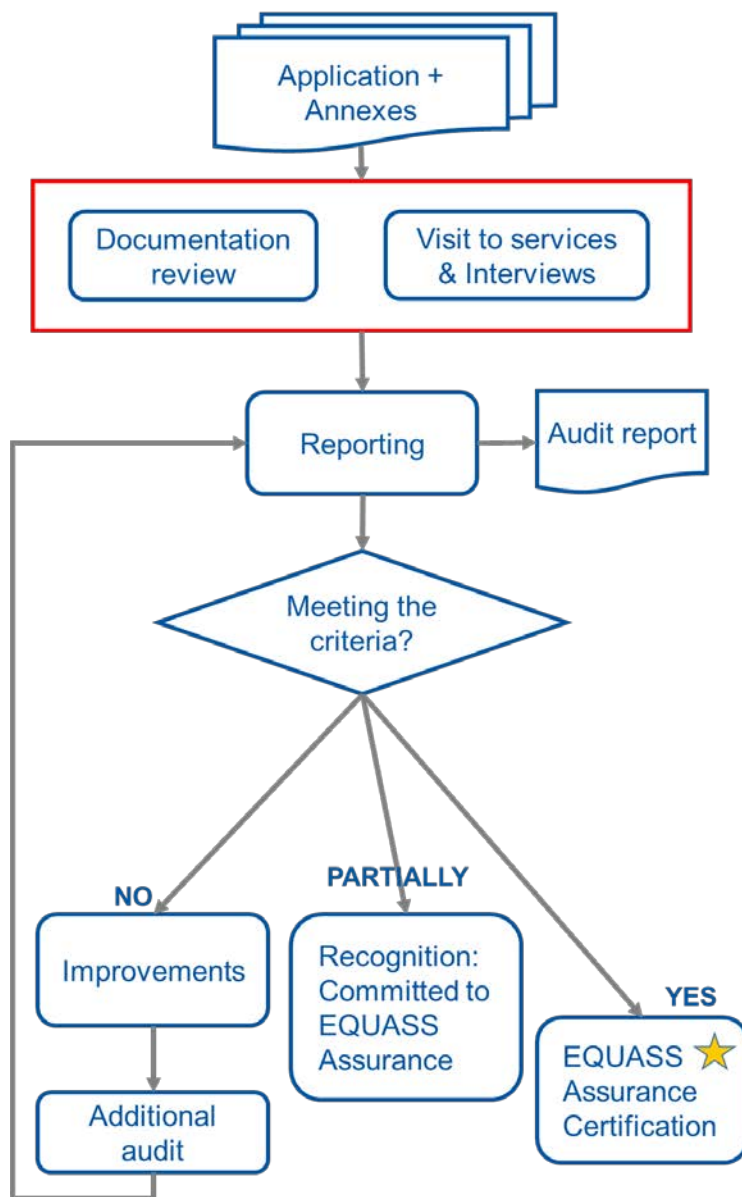 Application +
Annexes
Documentation
review
Visit to services
& Interviews
Reporting
Audit report
Meeting the
criteria?
NO
PARTIALLY
YES
Improvements
Recognition:
Committed to
EQUASS
Assurance
EQUASS
Assurance
Certification
Additional
audit